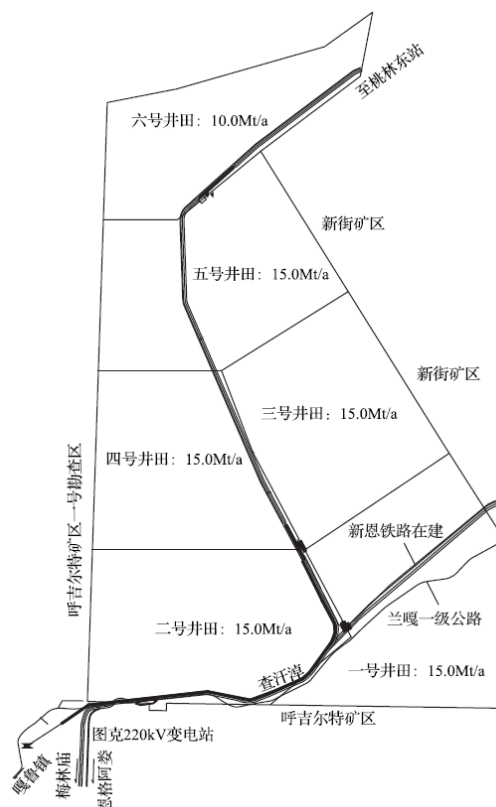 至桃林东站
六号井田：10.0Mt/a
新街矿区
五号井田：15.0Mt/a
新街矿区
三号井田：15.0Mt/a
四号井田：15.0Mt/a
呼吉尔特矿区一号勘查区
新恩铁路在建
兰嘎一级公路
二号井田：15.0Mt/a
一号井田：15.0Mt/a
查汗淖
呼吉尔特矿区
图克220kV变电站
嘎鲁镇
梅林庙
恩格阿娄